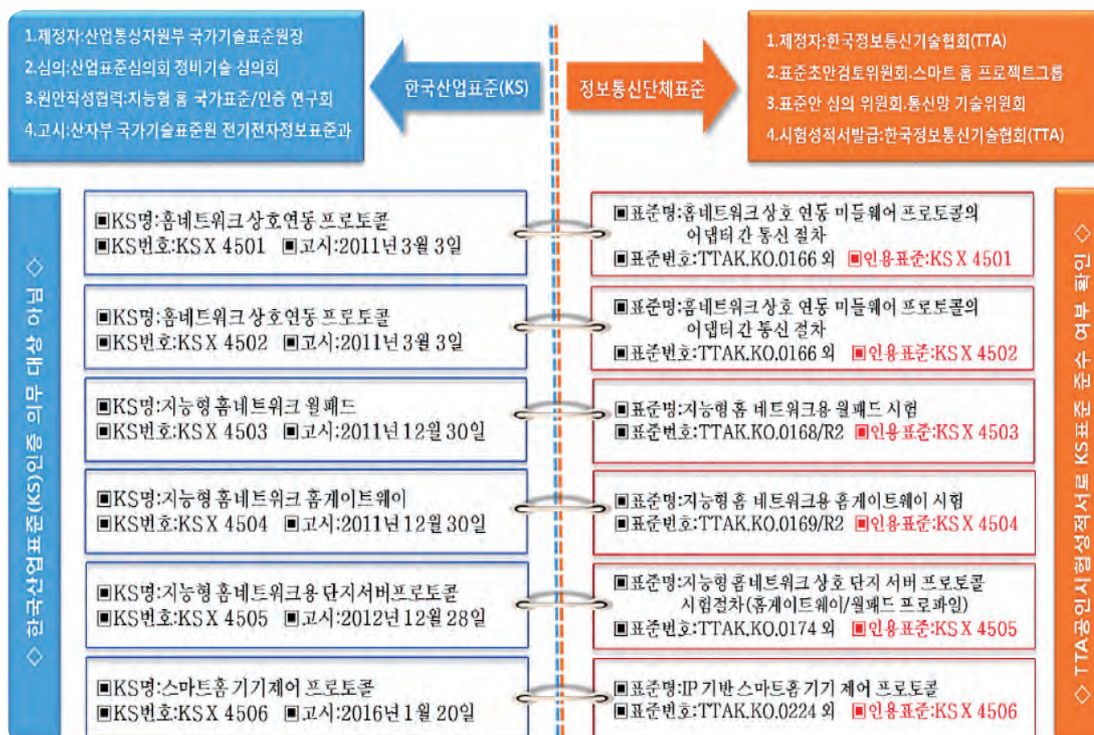 1.제정자:산업통상자원부 국가기술표준원장
2.심의:산업표준심의회 정비기술 심의회
3.원안작성협력:지능형 홈 국가표준/인증 연구회
4.고시:산자부 국가기술표준원 전기전자정보표준과
한국산업표준(KS)
정보통신단체표준
1.제정자:한국정보통신기술협회(TTA)
2.표준초안검토위원회.스마트 홈 프로젝트그룹
3.표준안 심의 위원회.통신망 기술위원회
4.시험성적서발급:한국정보통신기술협회(TTA)
◇ 한국산업표준(KS)인증 의무 대상 아님 ◇
▣KS명:홈네트워크 상호연동 프로토콜
▣KS번호:KS X 4501 ▣고시:2011년 3월 3일
▣표준명:홈네트워크 상호 연동 미들웨어 프로토콜의
어댑터 간 통신 절차
▣표준번호:TTAK.KO.0166 외 ▣인용표준:KS X 4501
▣KS명:홈네트워크 상호연동 프로토콜
▣KS번호:KS X 4502 ▣고시:2011년 3월 3일
▣표준명:홈네트워크 상호 연동 미들웨어 프로토콜의
어댑터 간 통신 절차
▣표준번호:TTAK.KO.0166 외 ▣인용표준:KS X 4502
▣KS명:지능형 홈네트워크 월패드
▣KS번호:KS X 4503 ▣고시:2011년 12월 30일
▣표준명:지능형 홈 네트워크용 월패드 시험
▣표준번호:TTAK.KO.0168/R2 ▣인용표준:KS X 4503
▣KS명:지능형 홈네트워크 홈게이트웨이
▣KS번호:KS X 4504 ▣고시:2011년 12월 30일
▣표준명:지능형 홈 네트워크용 홈게이트웨이 시험
▣표준번호:TTAK.KO.0169/R2 ▣인용표준:KS X 4504
▣KS명:지능형 홈네트워크용 단지서버프로토콜
▣KS번호:KS X 4505 ▣고시:2012년 12월 28일
▣표준명:지능형 홈네트워크 상호 단지 서버 프로토콜
시험절차(홈게이트웨이/월패드 프로파일)
▣표준번호:TTAK.KO.0174 외 ▣인용표준:KS X 4505
▣KS명:스마트홈 기기제어 프로토콜
▣KS번호:KS X 4506 ▣고시:2016년 1월 20일
▣표준명:IP 기반 스마트홈 기기 제어 프로토콜
▣표준번호:TTAK.KO.0224 외 ▣인용표준:KS X 4506
◇ TTA공인시험성적서로 KS표준 준수 여부 확인 ◇